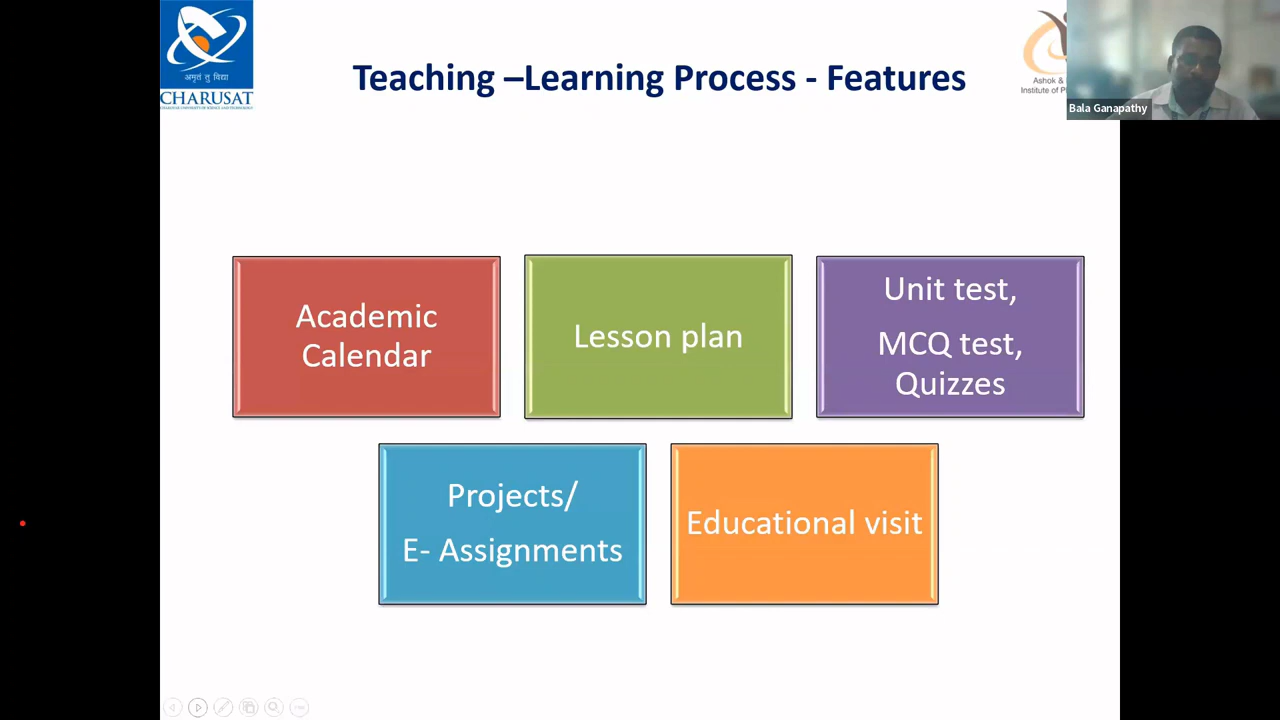 अमृतं तु विद्या
CHARUSAT
Teaching –Learning Process - Features
Ashok &
Institute of P
Bala Ganapathy
Academic
Calendar
Lesson plan
Unit test,
MCQ test,
Quizzes
Projects/
E- Assignments
Educational visit